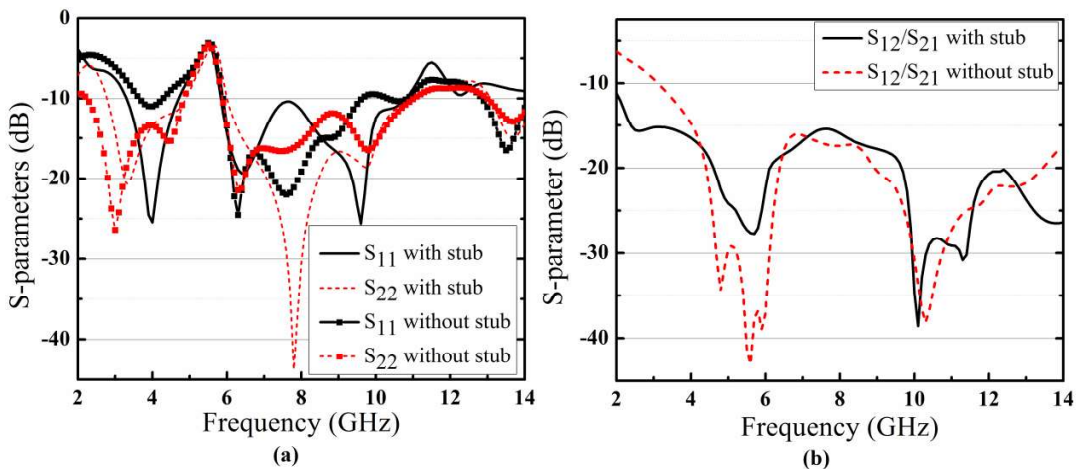 0
-10
-20
-30
-40
S-parameters (dB)
S11 with stub
S22 with stub
S11 without stub
S22 without stub
2 4 6 8 10 12 14
Frequency (GHz)
(a)
-10
-20
-30
-40
S-parameter (dB)
S12/S21 with stub
S12/S21 without stub
2 4 6 8 10 12 14
Frequency (GHz)
(b)